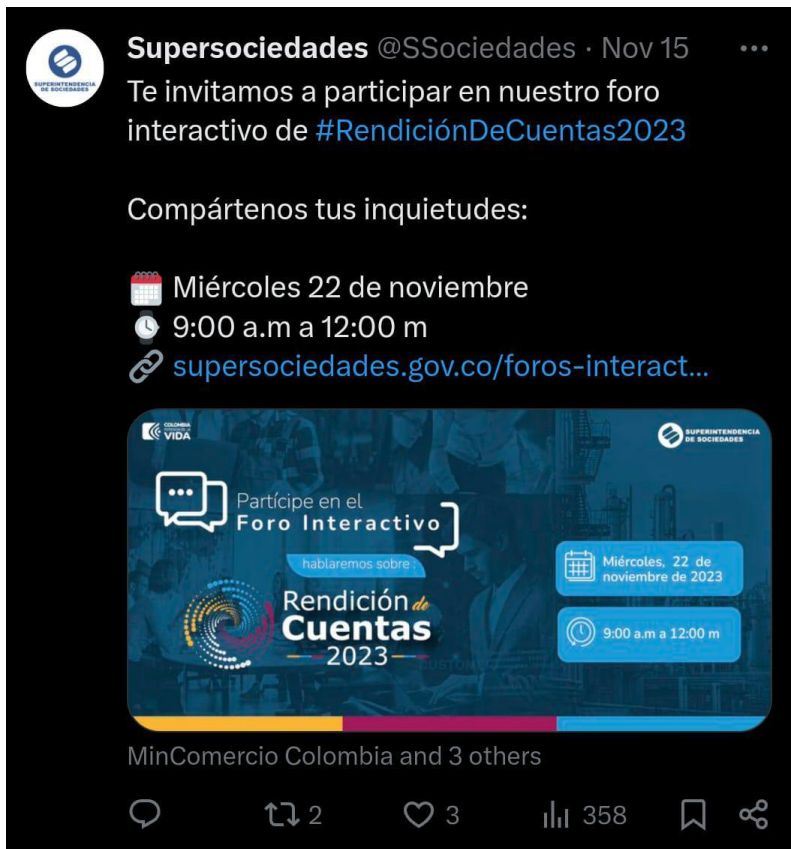 Supersociedades @SSociedades · Nov 15
Te invitamos a participar en nuestro foro
interactivo de #RendiciónDeCuentas2023
Compártenos tus inquietudes:
Miércoles 22 de noviembre
9:00 a.m a 12:00 m
supersociedades.gov.co/foros-interact...
SUPERINTENDENCIA
DE SOCIEDADES
COLOMBIA
VIDA
SUPERINTENDENCIA
DE SOCIEDADES
Partícipe en el
Foro Interactivo
hablaremos sobre:
Rendición de
Cuentas
2023
Miércoles, 22 de
noviembre de 2023
9:00 a.m a 12:00 m
MinComercio Colombia and 3 others
2
3
358